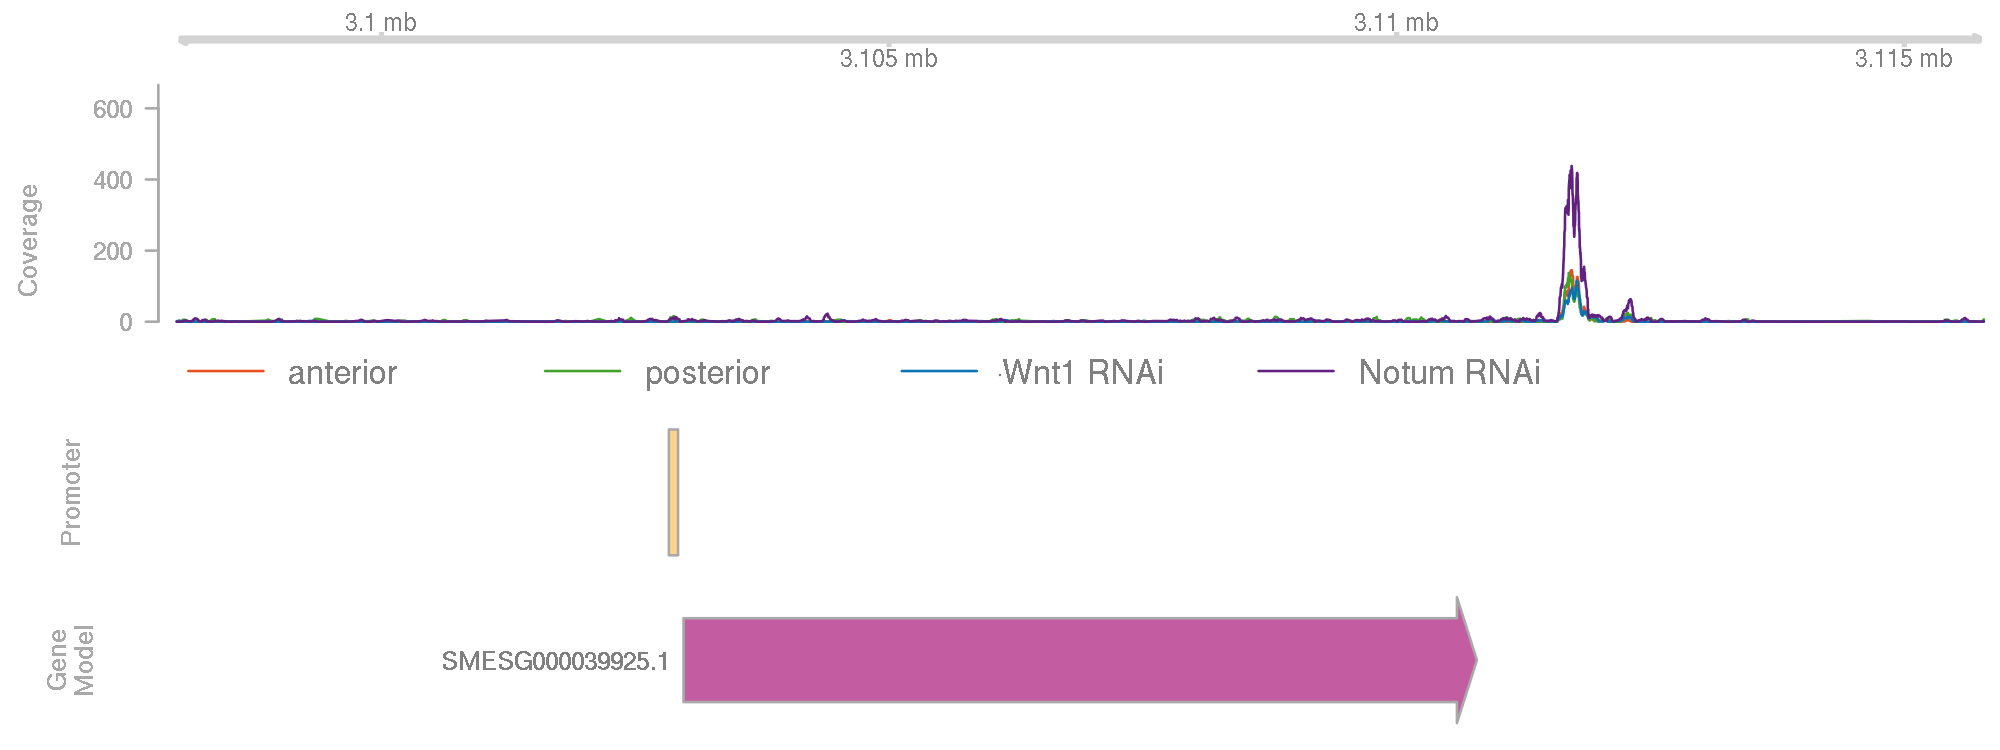 3.1 mb
3.11 mb
3.105 mb
3.115 mb
Coverage
600
400
200
0
anterior
posterior
Wnt1 RNAi
Notum RNAi
Promoter
Gene
Model
SMESG000039925.1